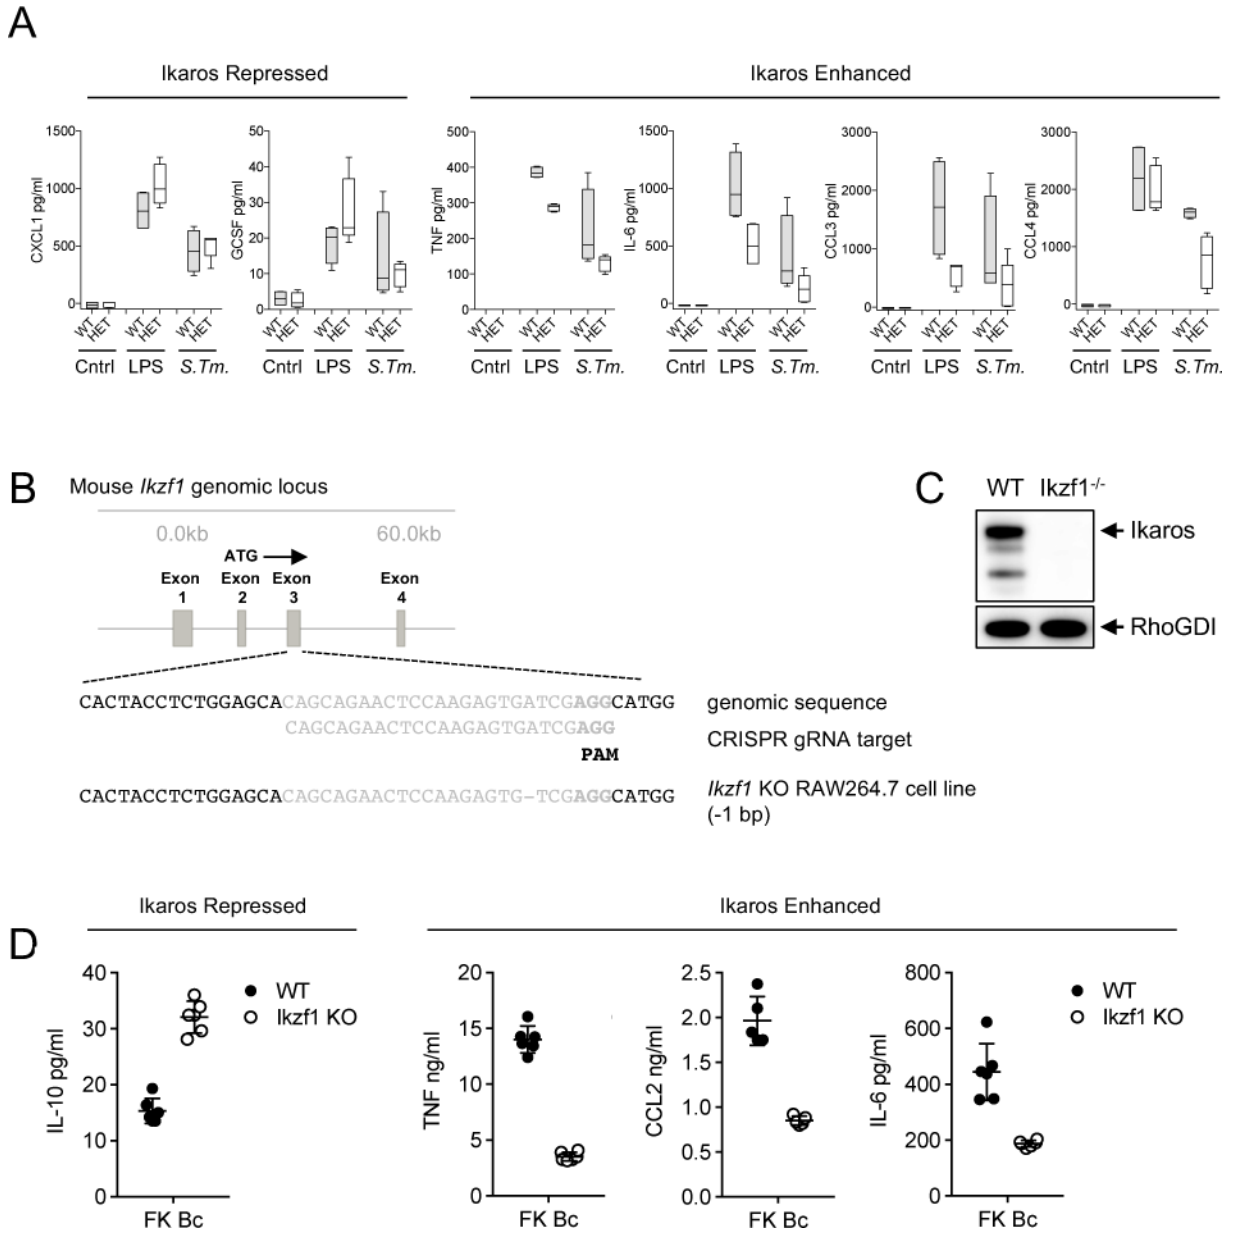 A
Ikaros Repressed
Ikaros Enhanced
CXCL1 pg/ml
1500
1000
500
0
WT
HET
WT
HET
WT
HET
Cntrl
LPS
S.Tm.
GCSF pg/ml
50
40
30
20
10
0
WT
HET
WT
HET
WT
HET
Cntrl
LPS
S.Tm.
TNF pg/ml
500
400
300
200
100
0
WT
HET
WT
HET
WT
HET
Cntrl
LPS
S.Tm.
IL-6 pg/ml
1500
1000
500
0
WT
HET
WT
HET
WT
HET
Cntrl
LPS
S.Tm.
CCL3 pg/ml
3000
2000
1000
0
WT
HET
WT
HET
WT
HET
Cntrl
LPS
S.Tm.
CCL4 pg/ml
3000
2000
1000
0
WT
HET
WT
HET
WT
HET
Cntrl
LPS
S.Tm.
B
Mouse Ikzf1 genomic locus
0.0kb
60.0kb
ATG
Exon
1
Exon
2
Exon
3
Exon
4
CACTACCTCTGGAGCACAGCAGAACTCCAAGAGTGATCGAGGCATGG
genomic sequence
CAGCAGAACTCCAAGAGTGATCGAGG
CRISPR gRNA target
PAM
CACTACCTCTGGAGCACAGCAGAACTCCAAGAGTG-TCGAGGCATGG
Ikzf1 KO RAW264.7 cell line
(-1 bp)
C
WT Ikzf1-/-
Ikaros
RhoGDI
D
Ikaros Repressed
Ikaros Enhanced
IL-10 pg/ml
40
30
20
10
0
FK Bc
WT
Ikzf1 KO
TNF ng/ml
20
15
10
5
0
FK Bc
CCL2 ng/ml
2.5
2.0
1.5
1.0
0.5
0.0
FK Bc
IL-6 pg/ml
800
600
400
200
0
FK Bc
WT
Ikzf1 KO